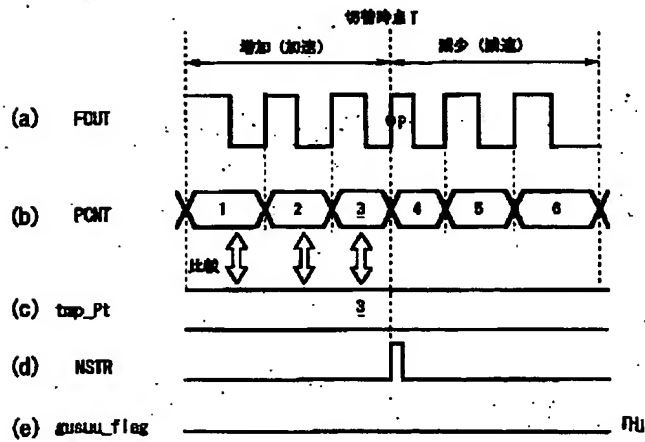 切替時点T
增加 (加速) 減少 (減速)
(a) FOUT
P
(b) PCNT 1 2 3 4 5 6
比較
(c) tmp_Pt 3
(d) NSTR
(e) gusuu_flag